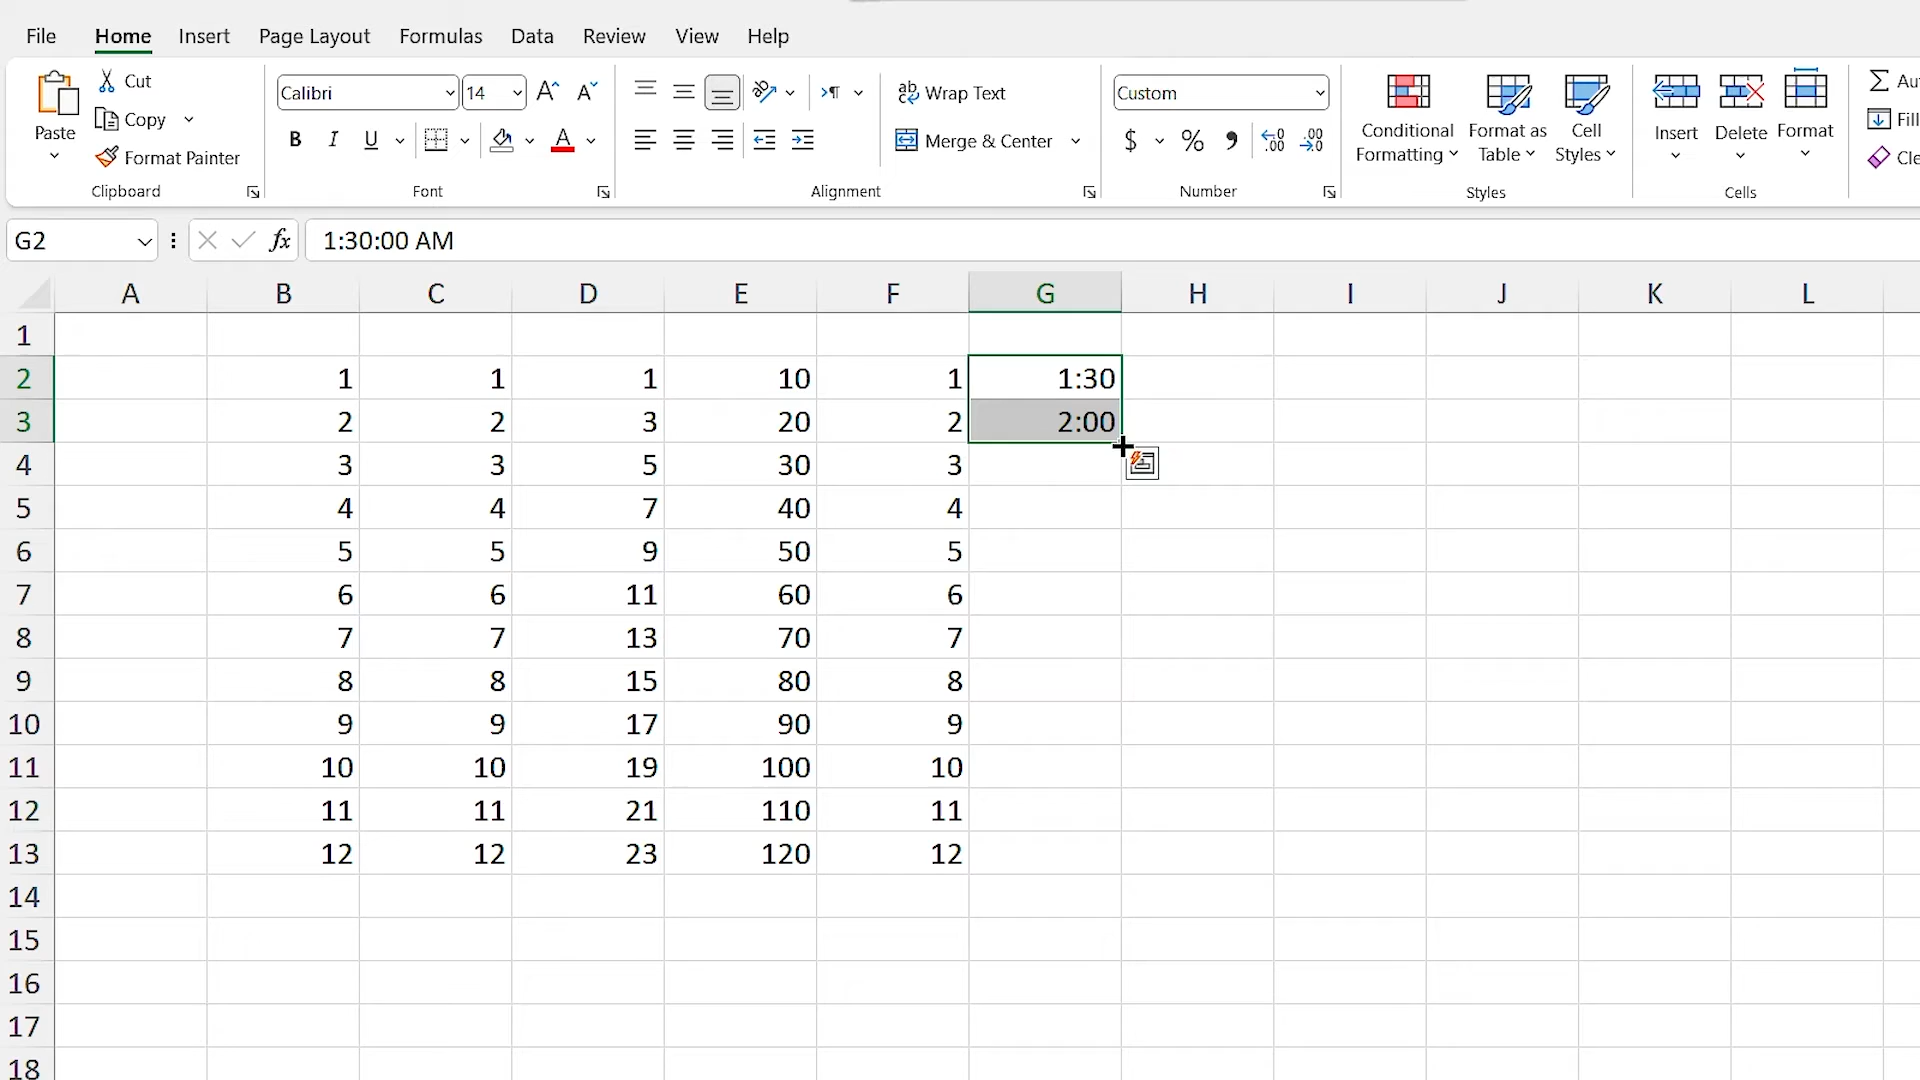 File Home Insert Page Layout Formulas Data Review View Help
Paste Cut Copy Format Painter Clipboard
Calibri 14 B I U A Font
Wrap Text Merge & Center Alignment
Custom $ % Number
Conditional Formatting Format as Table Cell Styles Styles
Insert Delete Format Cells
Σ Au Fill Cle
G2 fx 1:30:00 AM
A B C D E F G H I J K L
1
2 1 1 1 10 1 1:30
3 2 2 3 20 2 2:00
4 3 3 5 30 3
5 4 4 7 40 4
6 5 5 9 50 5
7 6 6 11 60 6
8 7 7 13 70 7
9 8 8 15 80 8
10 9 9 17 90 9
11 10 10 19 100 10
12 11 11 21 110 11
13 12 12 23 120 12
14
15
16
17
18